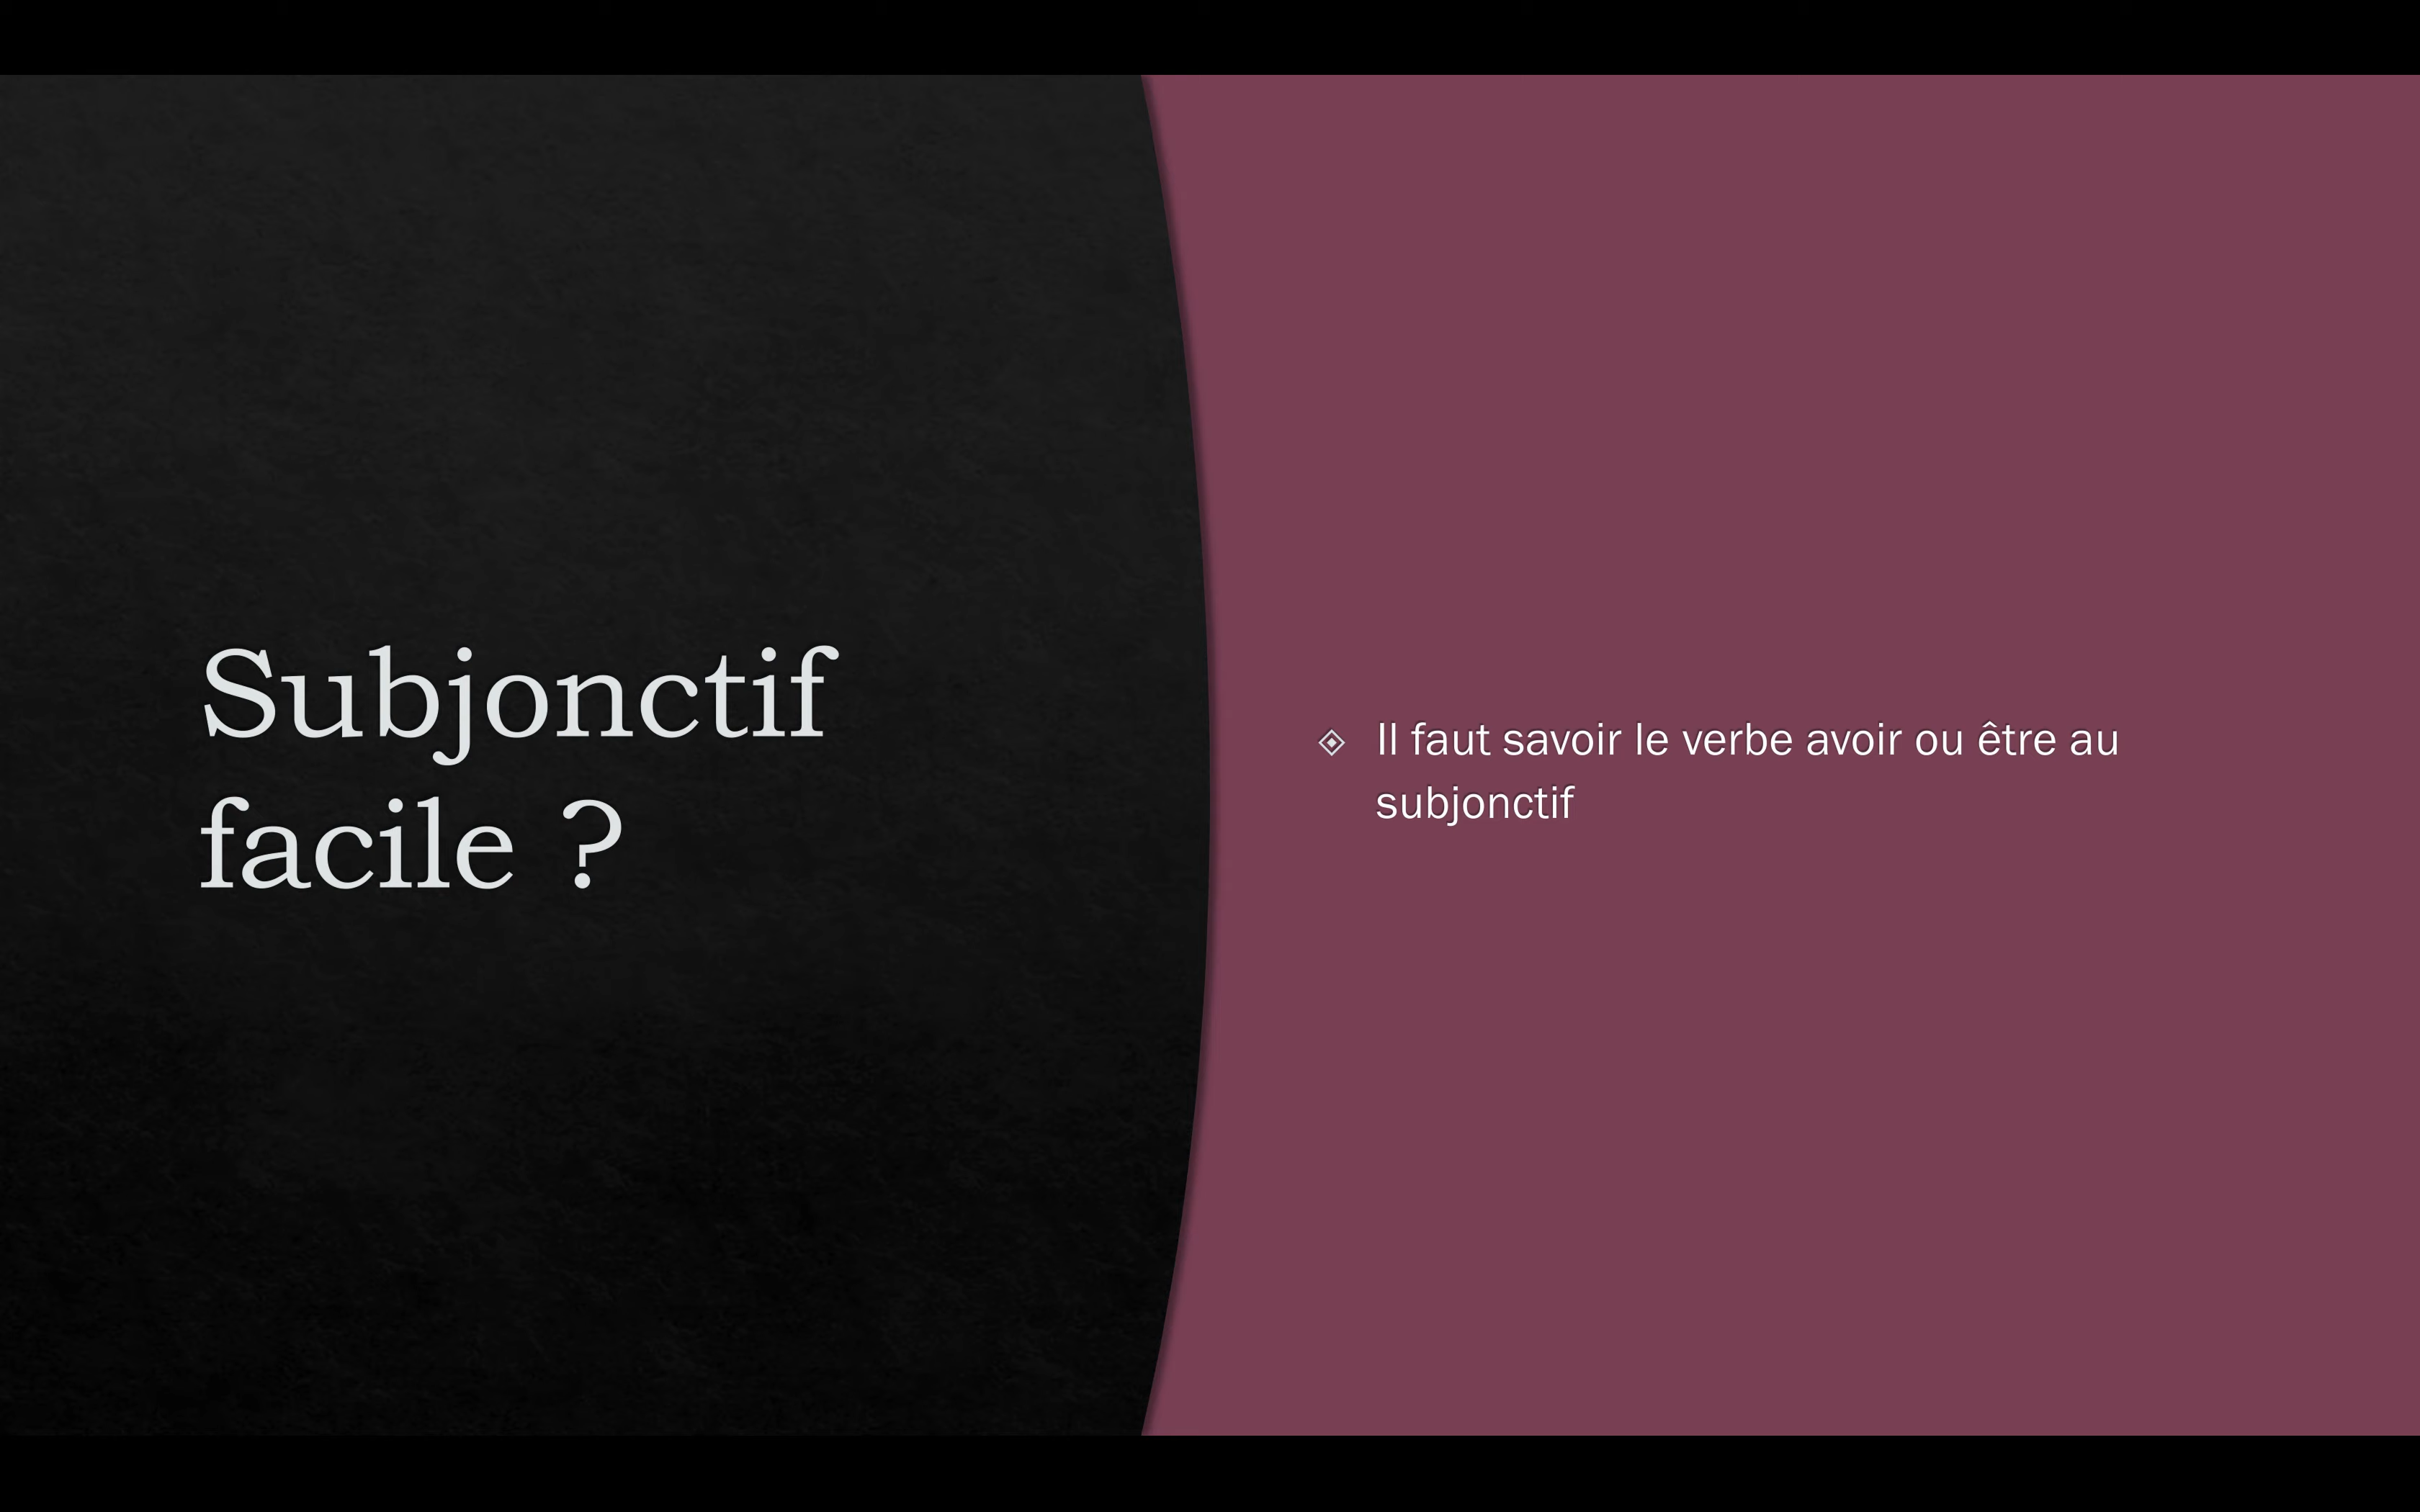 Subjonctif
facile ?
Il faut savoir le verbe avoir ou être au
subjonctif